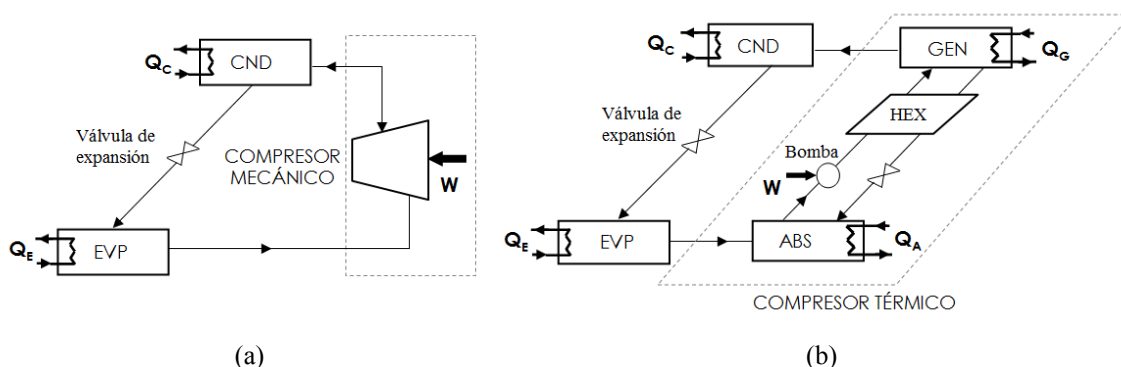 Q_C
CND
Válvula de
expansión
COMPRESOR
MECÁNICO
W
Q_E
EVP
(a)
Q_C
CND
GEN
Q_G
HEX
Válvula de
expansión
Bomba
W
Q_E
EVP
ABS
Q_A
COMPRESOR TÉRMICO
(b)